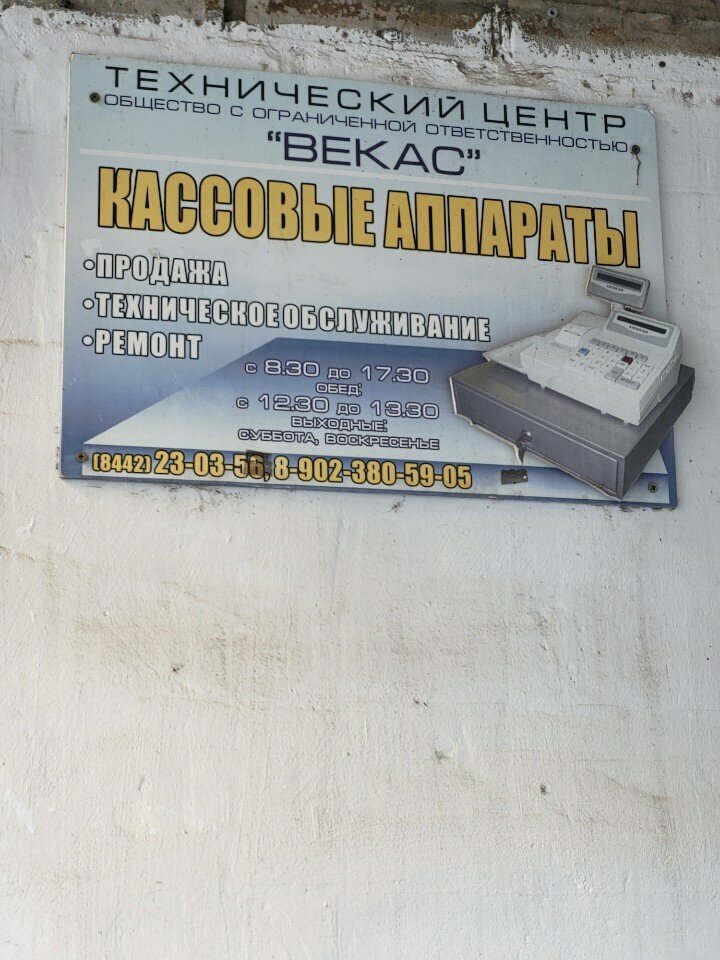 ТЕХНИЧЕСКИЙ ЦЕНТР
ОБЩЕСТВО С ОГРАНИЧЕННОЙ ОТВЕТСТВЕННОСТЬЮ
"ВЕКАС"
КАССОВЫЕ АППАРАТЫ
•ПРОДАЖА
•ТЕХНИЧЕСКОЕ ОБСЛУЖИВАНИЕ
•РЕМОНТ
с 8.30 до 17.30
ОБЕД:
с 12.30 до 13.30
ВЫХОДНЫЕ:
СУББОТА, ВОСКРЕСЕНЬЕ
(8442) 23-03-56, 8-902-380-59-05